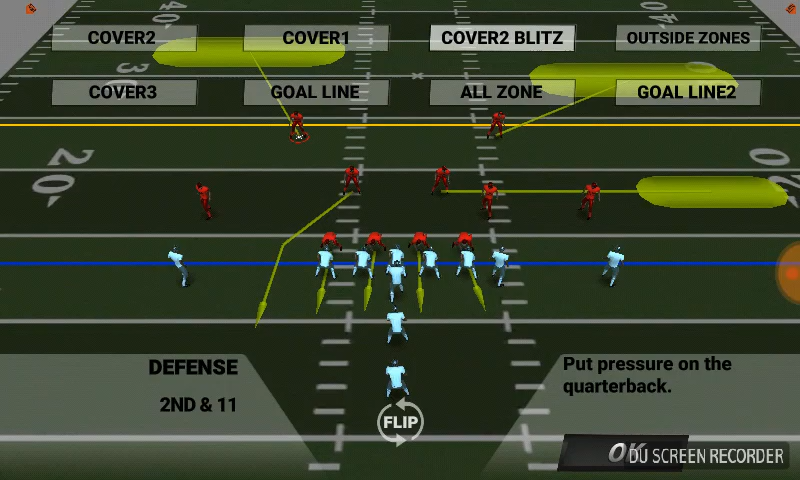 COVER2
COVER1
COVER2 BLITZ
OUTSIDE ZONES
COVER3
GOAL LINE
ALL ZONE
GOAL LINE2
DEFENSE
2ND & 11
Put pressure on the
quarterback.
FLIP
DU SCREEN RECORDER